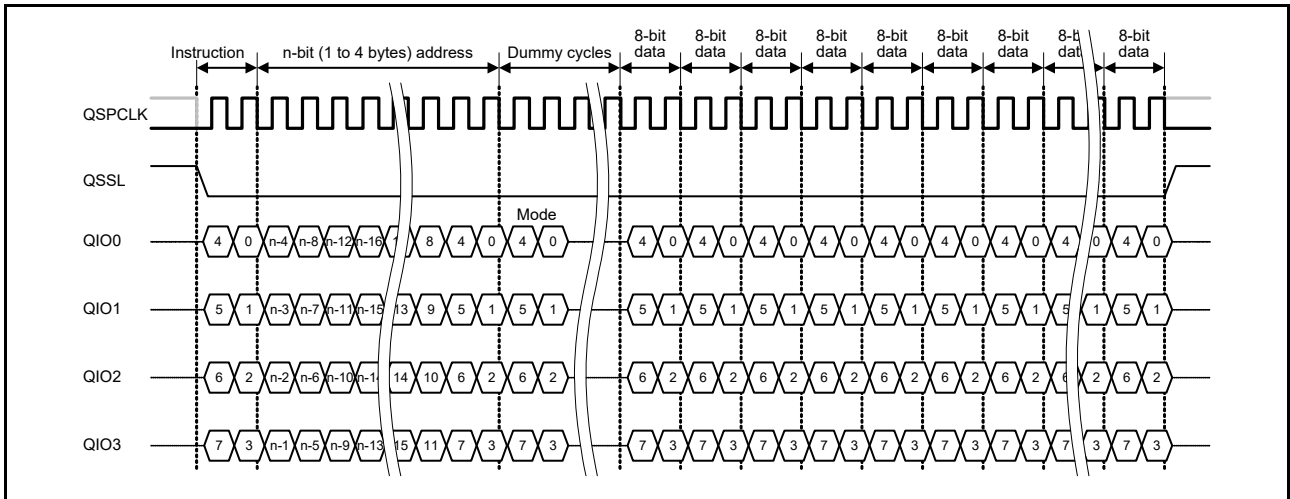 8-bit 8-bit 8-bit 8-bit 8-bit 8-bit 8-bit 8-bit
Instruction n-bit (1 to 4 bytes) address Dummy cycles data data data data data data data data
QSPCLK
QSSL
Mode
QIO0 4 0 n-4 n-8 n-12 n-16 8 4 0 4 0 4 0 4 0 4 0 4 0 4 0 4 0 4 0 4 0 4 0
QIO1 5 1 n-3 n-7 n-11 n-15 13 9 5 1 5 1 5 1 5 1 5 1 5 1 5 1 5 1 5 1 5 1 5 1
QIO2 6 2 n-2 n-6 n-10 n-14 14 10 6 2 6 2 6 2 6 2 6 2 6 2 6 2 6 2 6 2 6 2 6 2
QIO3 7 3 n-1 n-5 n-9 n-13 15 11 7 3 7 3 7 3 7 3 7 3 7 3 7 3 7 3 7 3 7 3 7 3